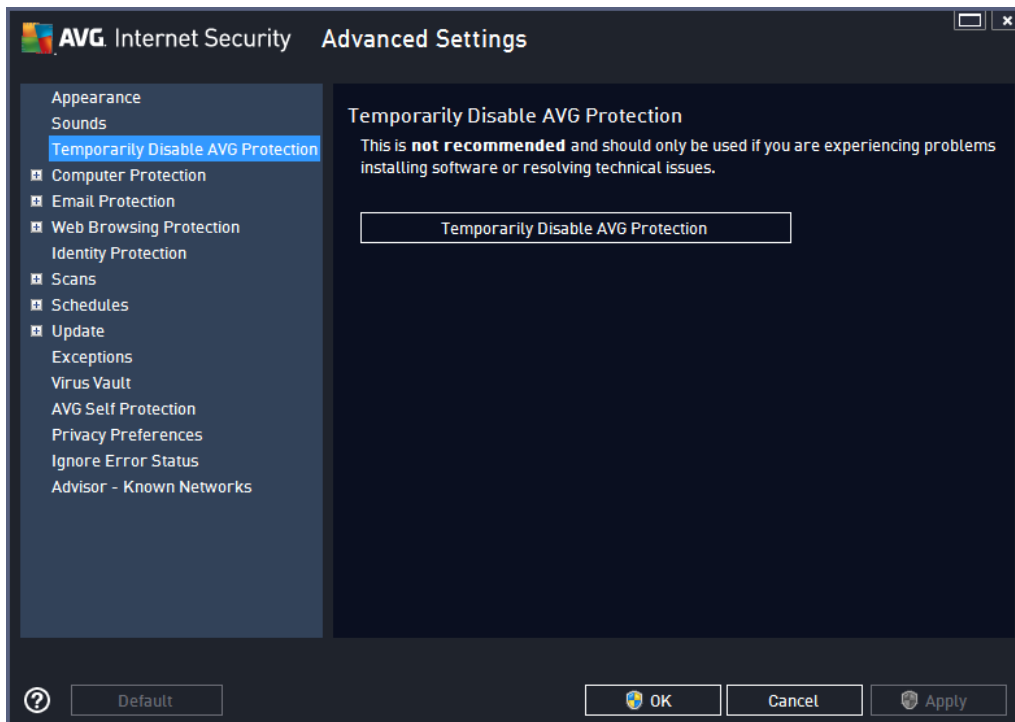 AVG. Internet Security Advanced Settings
Appearance
Sounds
Temporarily Disable AVG Protection
Computer Protection
Email Protection
Web Browsing Protection
Identity Protection
Scans
Schedules
Update
Exceptions
Virus Vault
AVG Self Protection
Privacy Preferences
Ignore Error Status
Advisor - Known Networks
Temporarily Disable AVG Protection
This is not recommended and should only be used if you are experiencing problems
installing software or resolving technical issues.
Temporarily Disable AVG Protection
Default
OK
Cancel
Apply